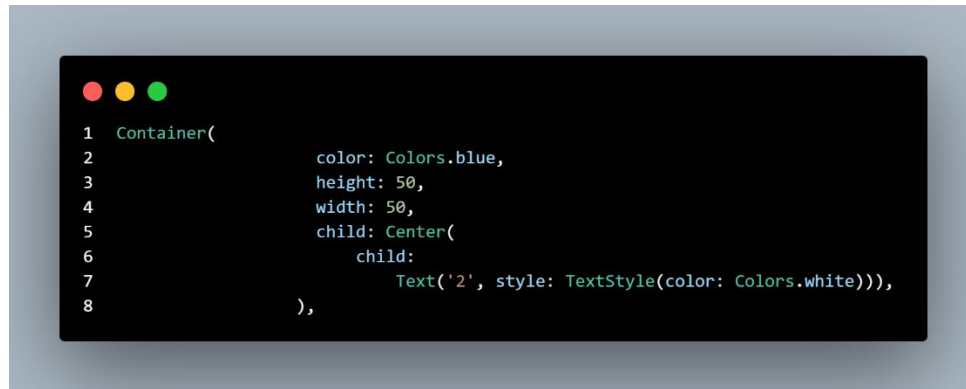 1 Container(
2 color: Colors.blue,
3 height: 50,
4 width: 50,
5 child: Center(
6 child:
7 Text('2', style: TextStyle(color: Colors.white))),
8 ),